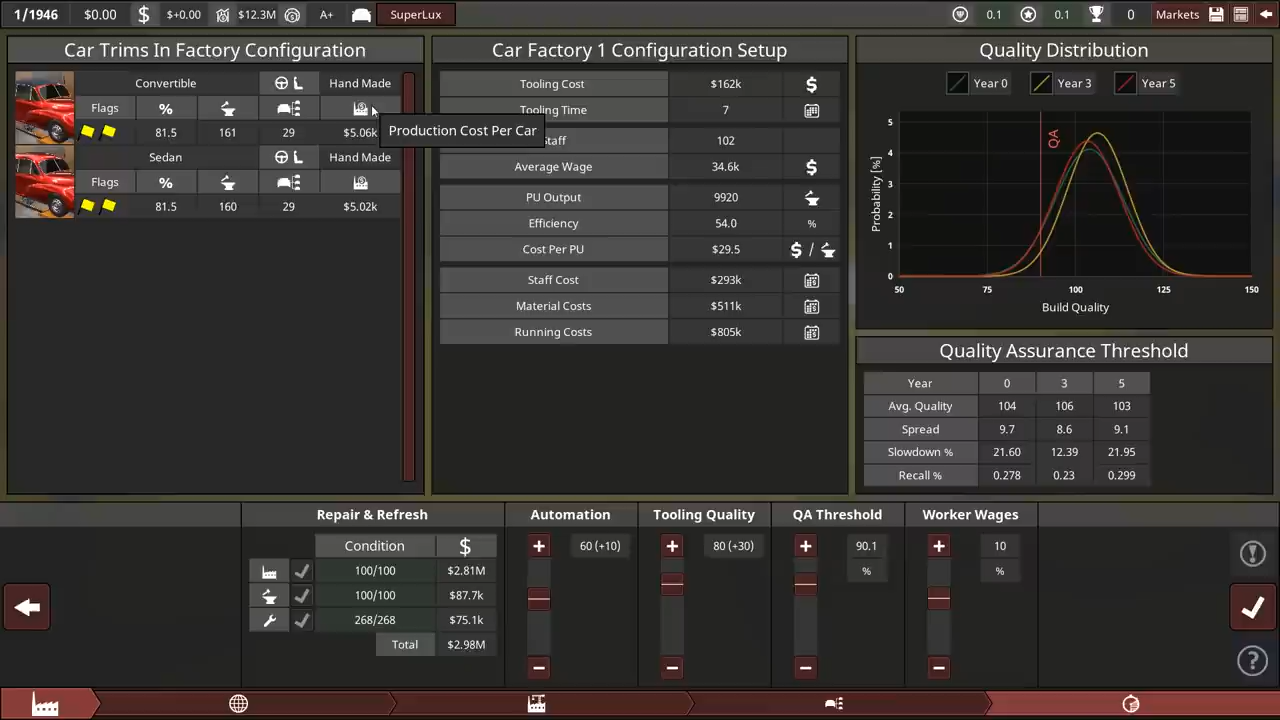 1/1946 $0.00 $ $+0.00 $12.3M A+ SuperLux 0.1 0.1 0 Markets
Car Trims In Factory Configuration
Convertible Hand Made
Flags %
81.5 161 29 $5.06k
Sedan Hand Made
Flags %
81.5 160 29 $5.02k
Production Cost Per Car
Car Factory 1 Configuration Setup
Tooling Cost $162k $
Tooling Time 7
Staff 102
Average Wage 34.6k $
PU Output 9920
Efficiency 54.0 %
Cost Per PU $29.5 $ /
Staff Cost $293k
Material Costs $511k
Running Costs $805k
Quality Distribution
Year 0 Year 3 Year 5
QA
Probability [%]
5
4
3
2
1
0
50 75 100 125 150
Build Quality
Quality Assurance Threshold
Year 0 3 5
Avg. Quality 104 106 103
Spread 9.7 8.6 9.1
Slowdown % 21.60 12.39 21.95
Recall % 0.278 0.23 0.299
Repair & Refresh
Condition $
100/100 $2.81M
100/100 $87.7k
268/268 $75.1k
Total $2.98M
Automation
+ 60 (+10)
−
Tooling Quality
+ 80 (+30)
−
QA Threshold
+ 90.1
%
−
Worker Wages
+ 10
%
−
!
?